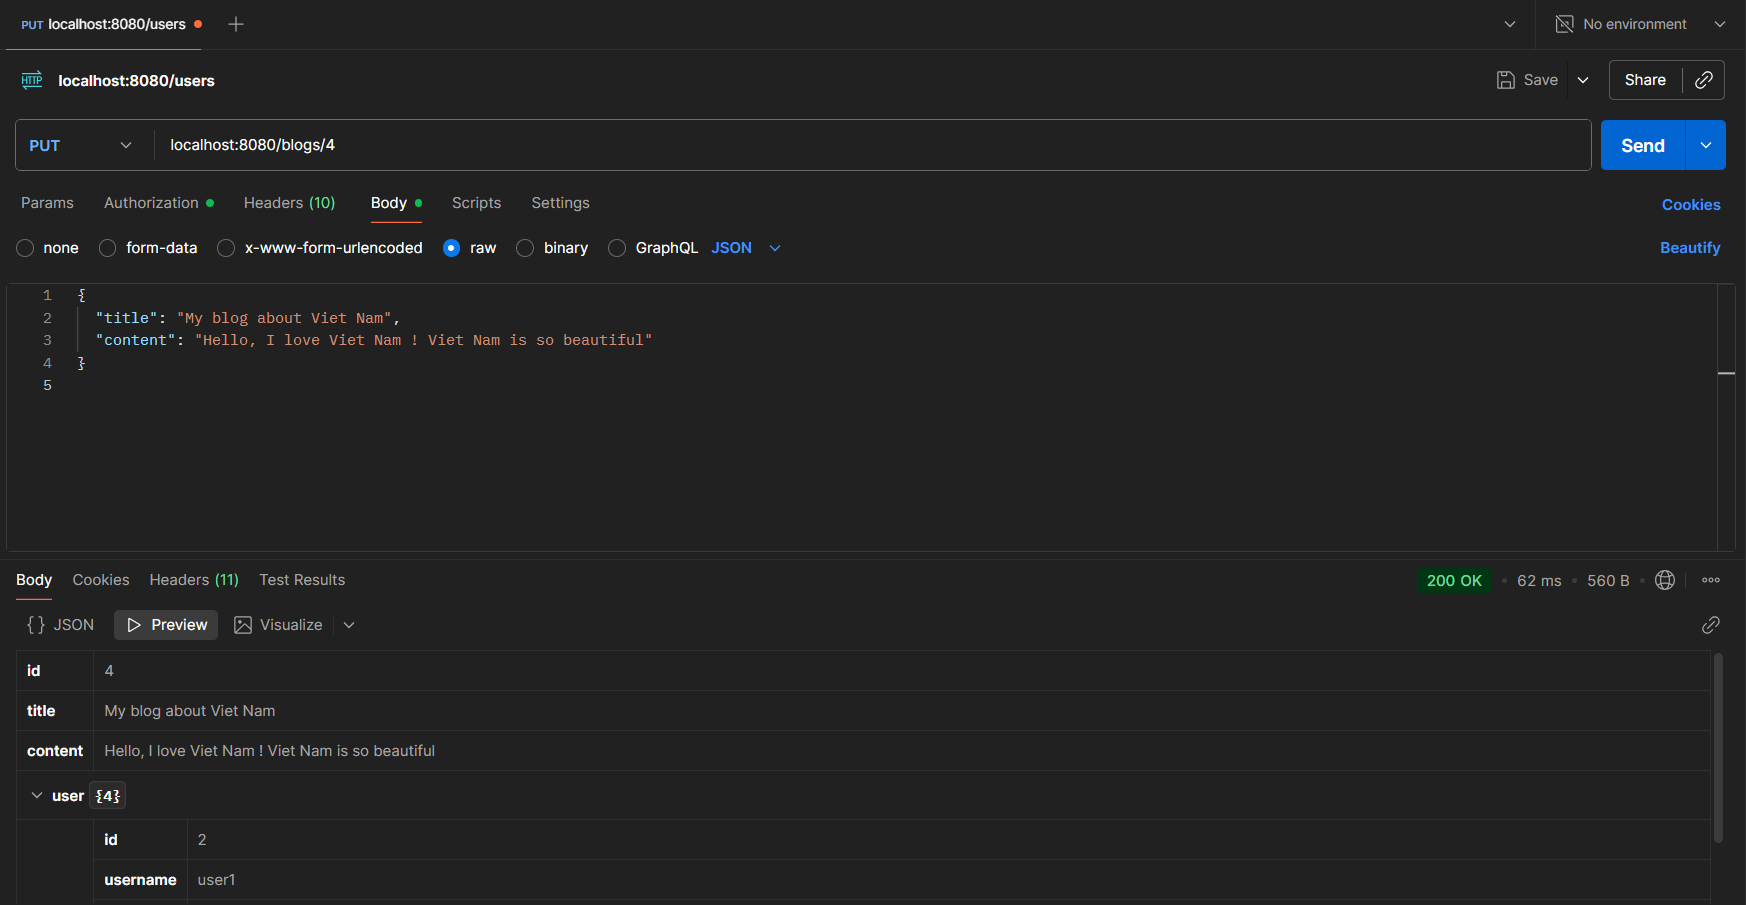 PUT localhost:8080/users
No environment
HTTP localhost:8080/users
Save
Share
PUT localhost:8080/blogs/4
Send
Params Authorization Headers (10) Body Scripts Settings
Cookies
none form-data x-www-form-urlencoded raw binary GraphQL JSON
Beautify
1 {
2 "title": "My blog about Viet Nam",
3 "content": "Hello, I love Viet Nam ! Viet Nam is so beautiful"
4 }
5
Body Cookies Headers (11) Test Results
200 OK • 62 ms • 560 B •
{} JSON Preview Visualize
id 4
title My blog about Viet Nam
content Hello, I love Viet Nam ! Viet Nam is so beautiful
user {4}
id 2
username user1